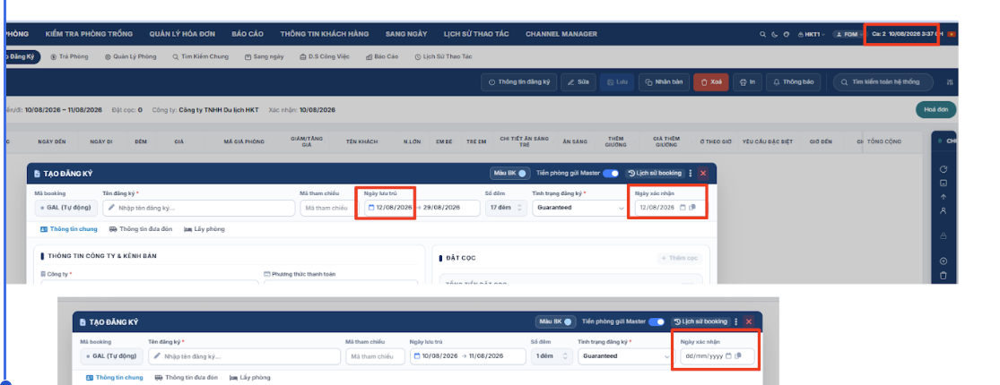 PHÒNG KIỂM TRA PHÒNG TRỐNG QUẢN LÝ HÓA ĐƠN BÁO CÁO THÔNG TIN KHÁCH HÀNG SANG NGÀY LỊCH SỬ THAO TÁC CHANNEL MANAGER HKT1 FOM Ca: 2 10/08/2026 3:37
Đăng Ký Trả Phòng Quản Lý Phòng Tìm Kiếm Chung Sang ngày D.S Công Việc Báo Cáo Lịch Sử Thao Tác
Thông tin đăng ký Sửa Lưu Nhân bản Xoá In Thông báo Tìm kiếm toàn hệ thống
đến/đi: 10/08/2026 ~ 11/08/2026 Đặt cọc: 0 Công ty: Công ty TNHH Du lịch HKT Xác nhận: 10/08/2026 Hoá đơn
NGÀY ĐẾN NGÀY ĐI ĐÊM GIÁ MÃ GIÁ PHÒNG GIẢM/TĂNG GIÁ TÊN KHÁCH N.LỚN EM BÉ TRẺ EM CHI TIẾT ĂN SÁNG TRẺ ĂN SÁNG THÊM GIƯỜNG GIÁ THÊM GIƯỜNG Ở THEO GIỜ YÊU CẦU ĐẶC BIỆT GIỜ ĐẾN TỔNG CỘNG
TẠO ĐĂNG KÝ Màu BK Tiền phòng gửi Master Lịch sử booking
Mã booking Tên đăng ký * Mã tham chiếu Ngày lưu trú Số đêm Tình trạng đăng ký * Ngày xác nhận
GAL (Tự động) Nhập tên đăng ký... Mã tham chiếu 12/08/2026 → 29/08/2026 17 đêm Guaranteed 12/08/2026
Thông tin chung Thông tin đưa đón Lấy phòng
THÔNG TIN CÔNG TY & KÊNH BÁN ĐẶT CỌC + Thêm cọc
Công ty * Phương thức thanh toán
TẠO ĐĂNG KÝ Màu BK Tiền phòng gửi Master Lịch sử booking
Mã booking Tên đăng ký * Mã tham chiếu Ngày lưu trú Số đêm Tình trạng đăng ký * Ngày xác nhận
GAL (Tự động) Nhập tên đăng ký... Mã tham chiếu 10/08/2026 → 11/08/2026 1 đêm Guaranteed dd/mm/yyyy
Thông tin chung Thông tin đưa đón Lấy phòng